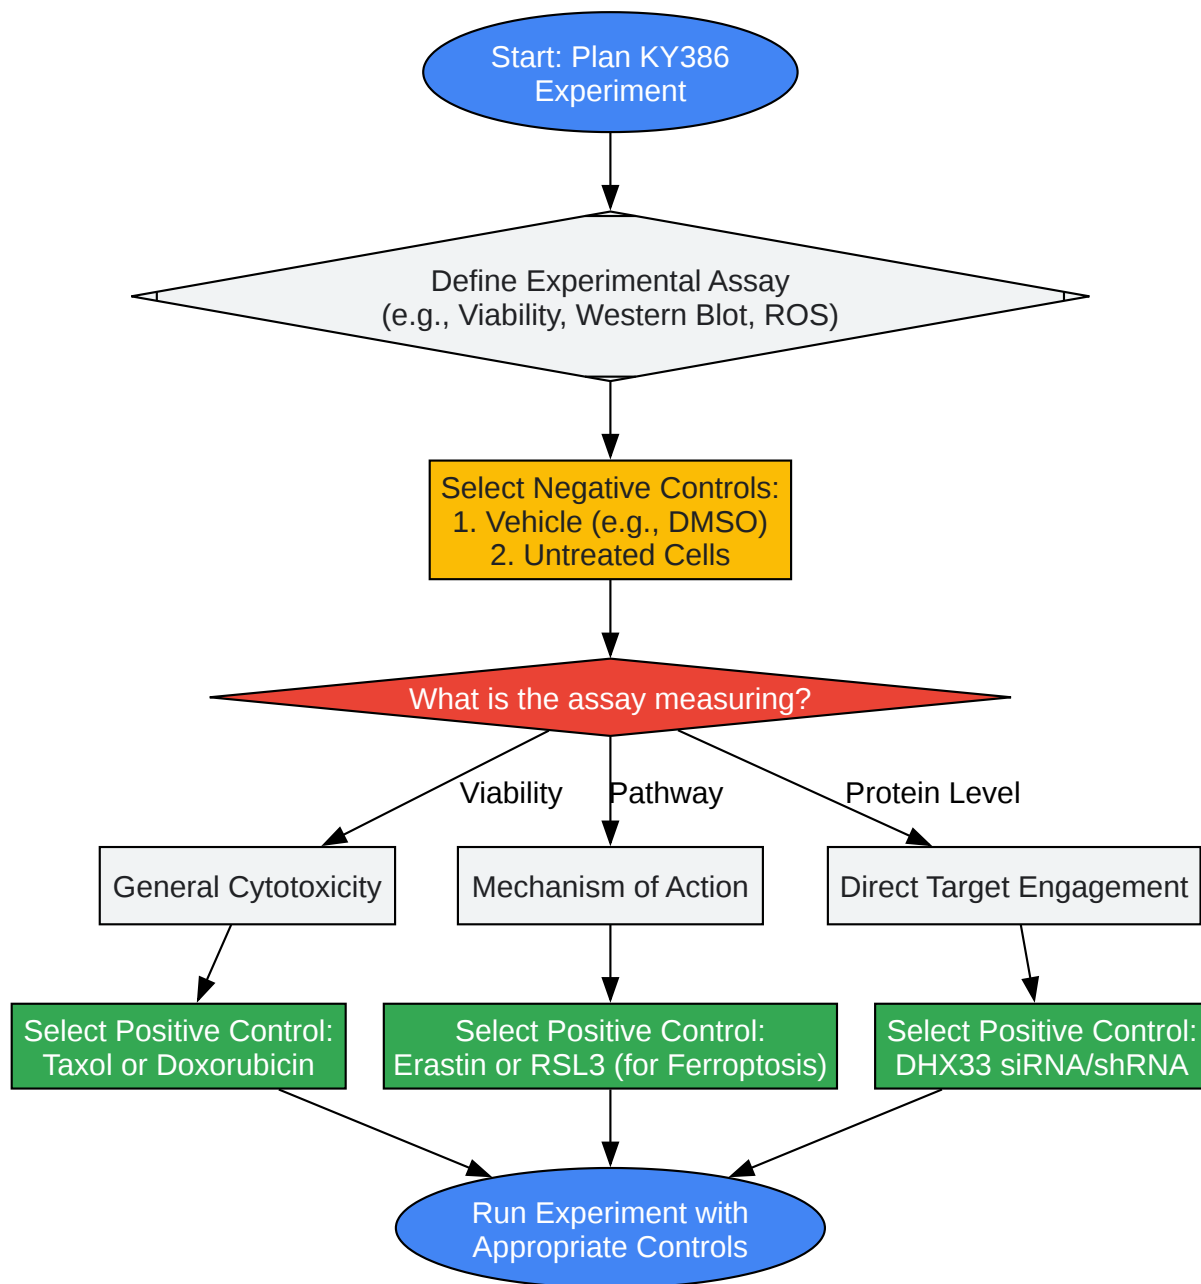 Start: Plan KY386
Experiment
Define Experimental Assay
(e.g., Viability, Western Blot, ROS)
Select Negative Controls:
1. Vehicle (e.g., DMSO)
2. Untreated Cells
What is the assay measuring?
Viability
Pathway
Protein Level
General Cytotoxicity
Mechanism of Action
Direct Target Engagement
Select Positive Control:
Taxol or Doxorubicin
Select Positive Control:
Erastin or RSL3 (for Ferroptosis)
Select Positive Control:
DHX33 siRNA/shRNA
Run Experiment with
Appropriate Controls